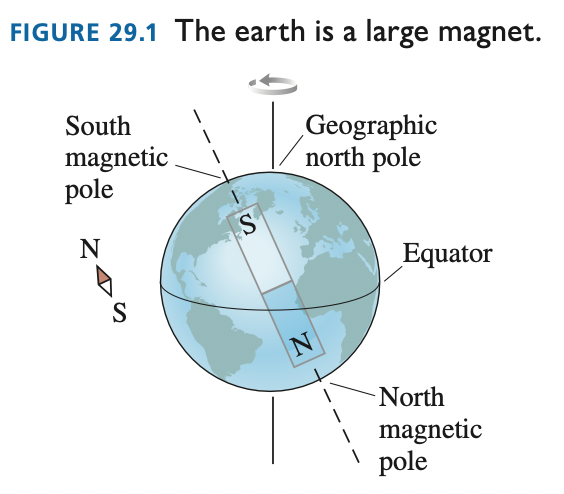 FIGURE 29.1 The earth is a large magnet.
South
magnetic
pole
Geographic
north pole
S
N
S
Equator
N
North
magnetic
pole